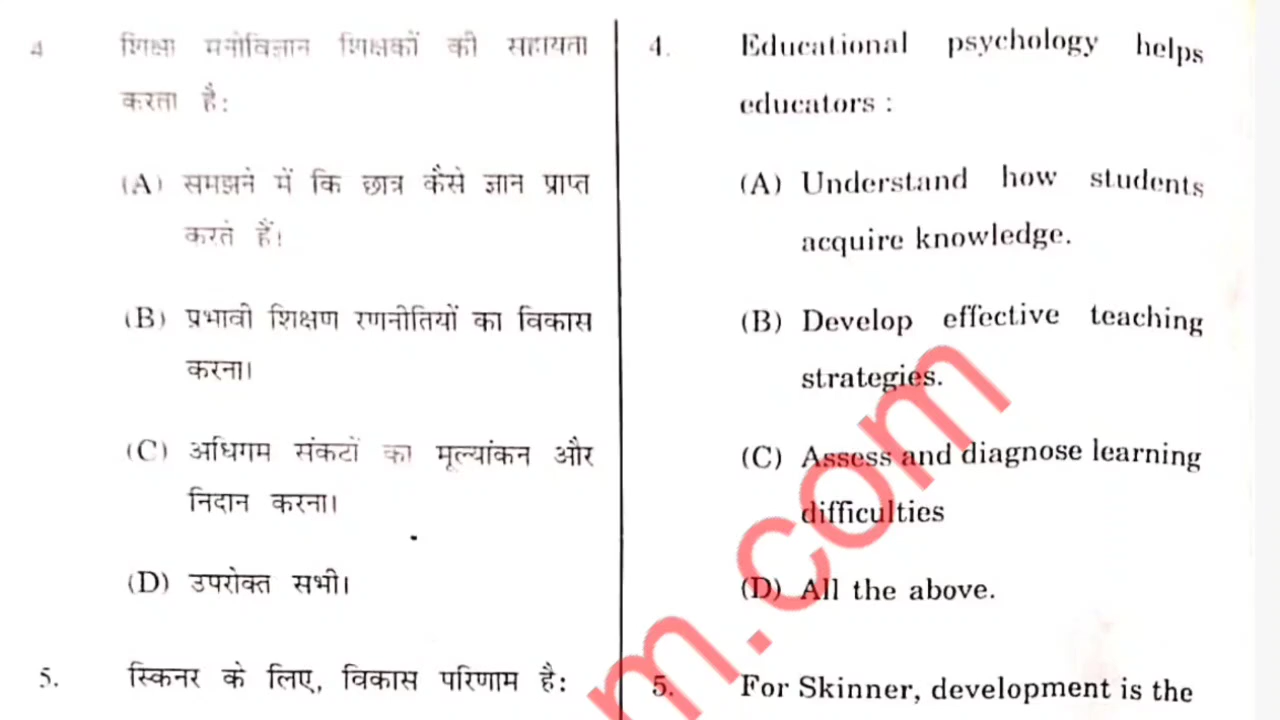 4
शिक्षा मनोविज्ञान शिक्षकों की सहायता
करता है:
(A) समझने में कि छात्र कैसे ज्ञान प्राप्त
करते हैं।
(B) प्रभावी शिक्षण रणनीतियों का विकास
करना।
(C) अधिगम संकटों का मूल्यांकन और
निदान करना।
(D) उपरोक्त सभी।
5. स्किनर के लिए, विकास परिणाम है:
4. Educational psychology helps
educators :
(A) Understand how students
acquire knowledge.
(B) Develop effective teaching
strategies.
(C) Assess and diagnose learning
difficulties
(D) All the above.
5. For Skinner, development is the
m.com